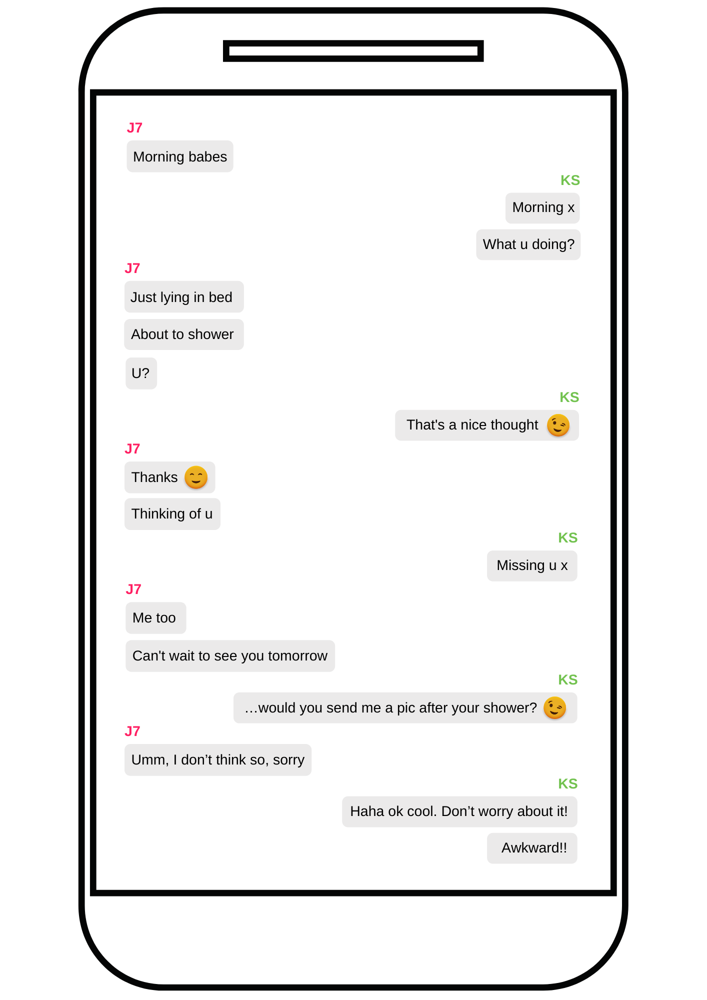 J7
Morning babes
KS
Morning x
What u doing?
J7
Just lying in bed
About to shower
U?
KS
That's a nice thought 😉
J7
Thanks 😊
Thinking of u
KS
Missing u x
J7
Me too
Can't wait to see you tomorrow
KS
…would you send me a pic after your shower? 😉
J7
Umm, I don’t think so, sorry
KS
Haha ok cool. Don’t worry about it!
Awkward!!